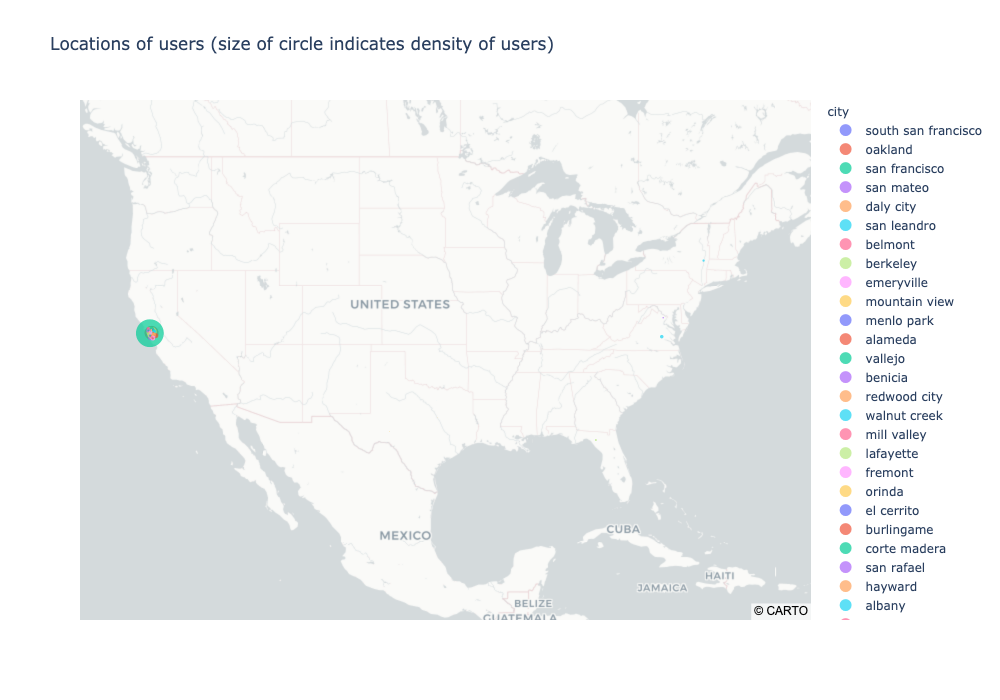 Locations of users (size of circle indicates density of users)
city
south san francisco
oakland
san francisco
san mateo
daly city
san leandro
belmont
berkeley
emeryville
mountain view
menlo park
alameda
vallejo
benicia
redwood city
walnut creek
mill valley
lafayette
fremont
orinda
el cerrito
burlingame
corte madera
san rafael
hayward
albany
UNITED STATES
MEXICO
CUBA
HAITI
JAMAICA
BELIZE
GUATEMALA
© CARTO